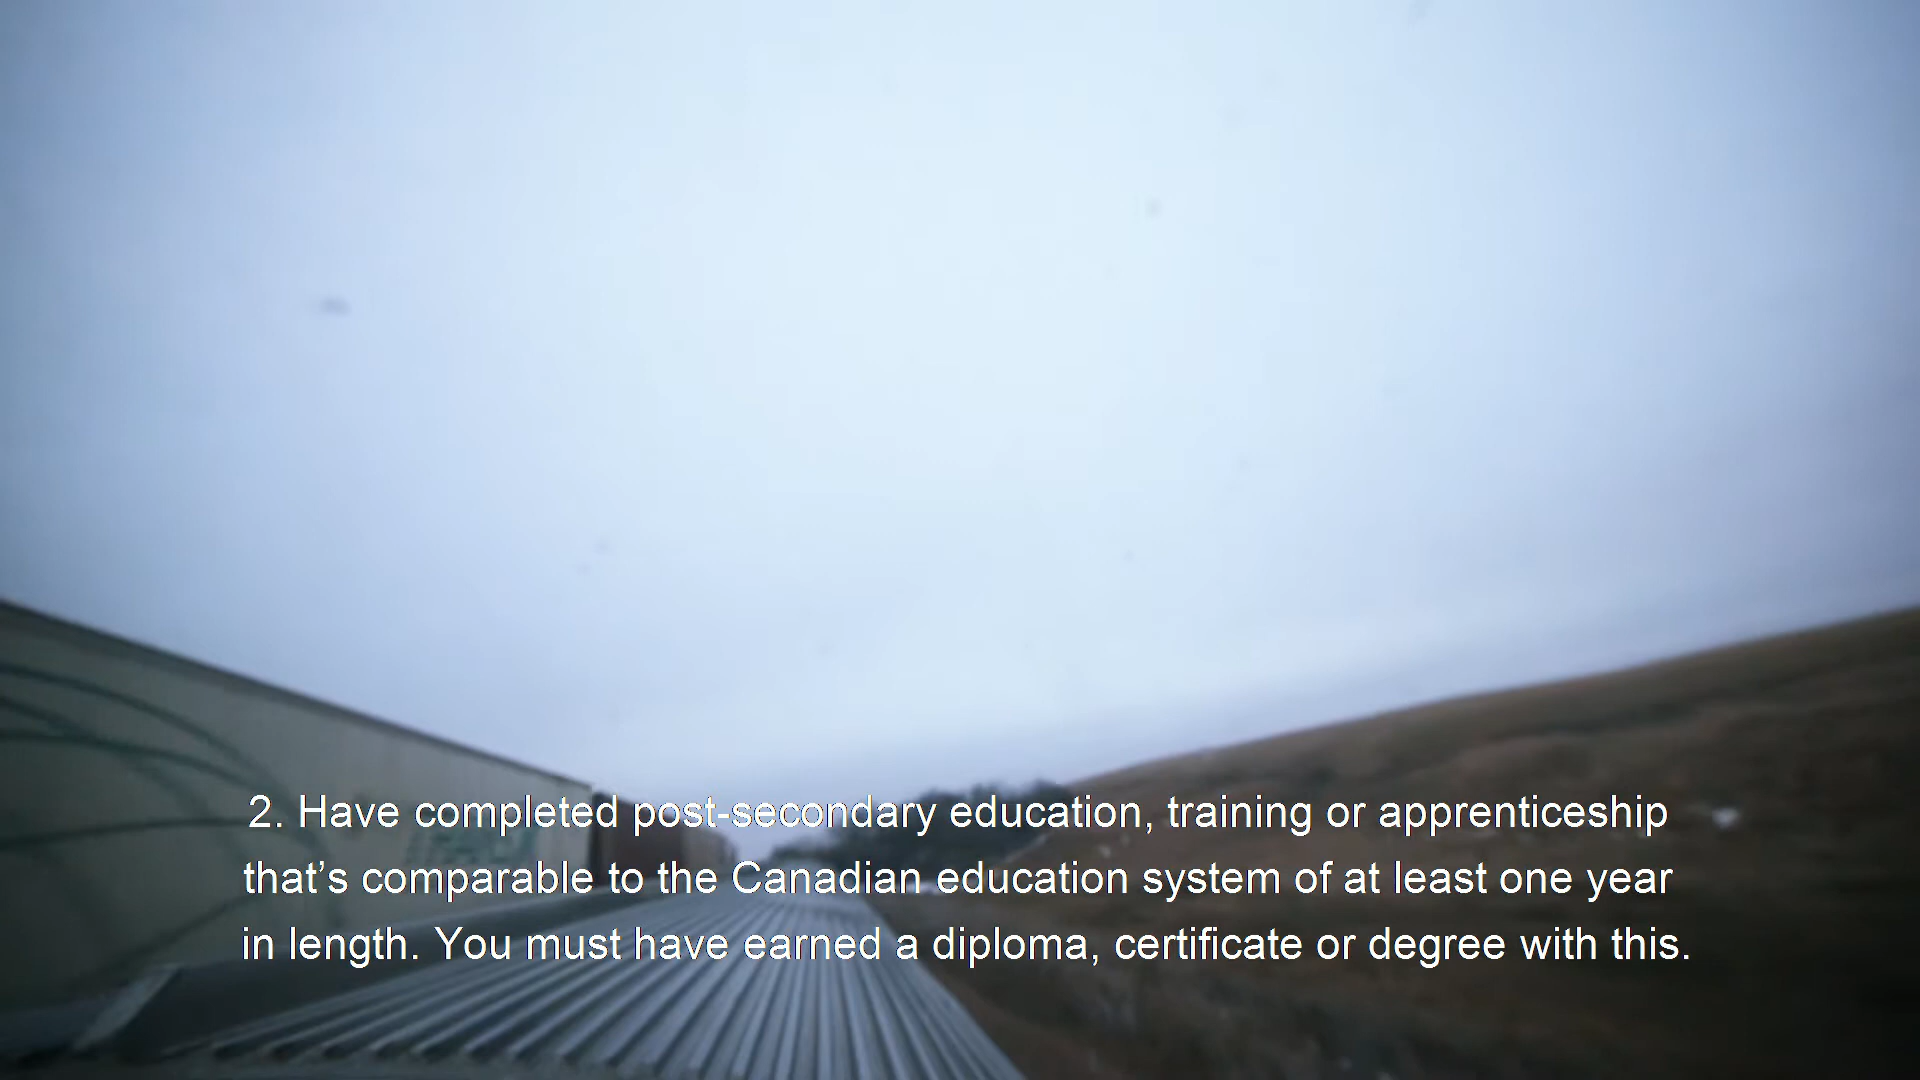 2. Have completed post-secondary education, training or apprenticeship
that’s comparable to the Canadian education system of at least one year
in length. You must have earned a diploma, certificate or degree with this.